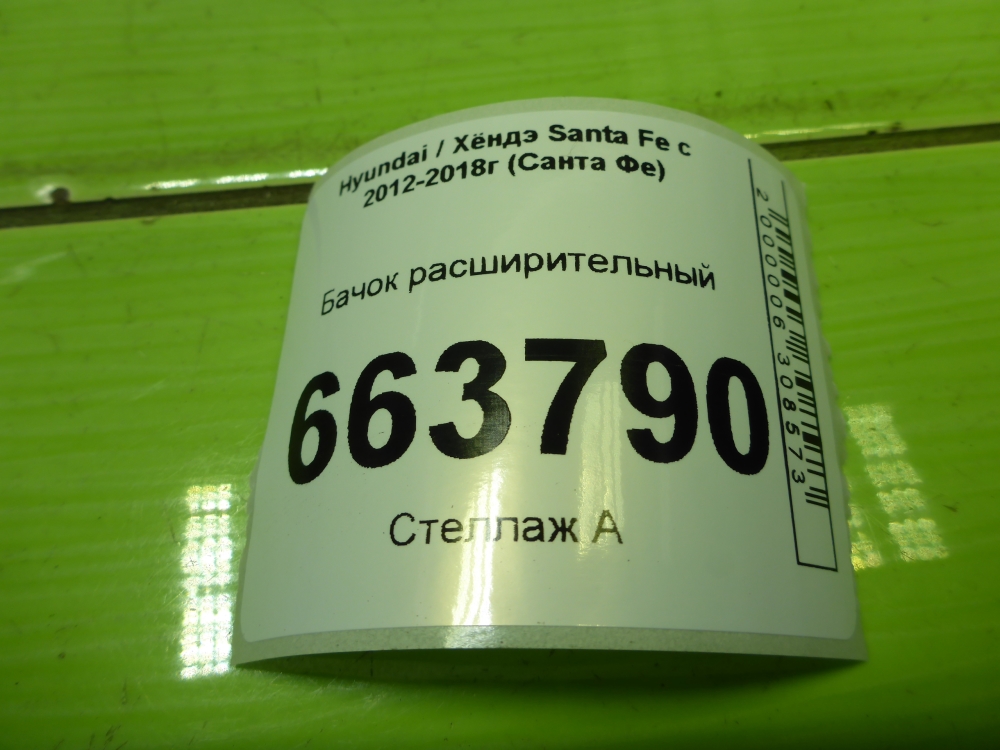 Hyundai / Хёндэ Santa Fe с
2012-2018г (Санта Фе)
Бачок расширительный
663790
Стеллаж А
2000006308573